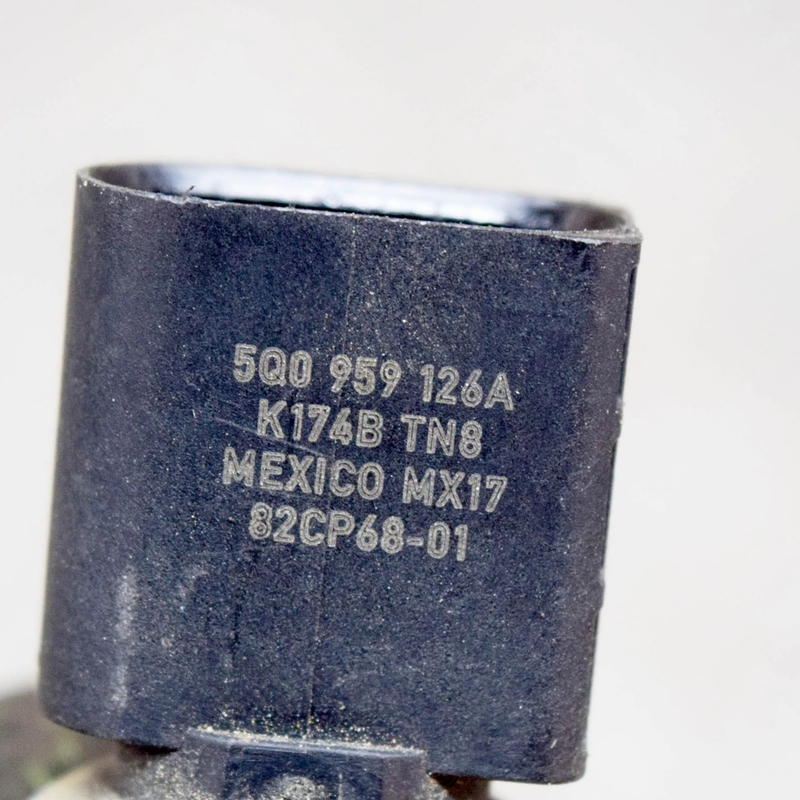 5Q0 959 126A
K174B TN8
MEXICO MX17
82CP68-01